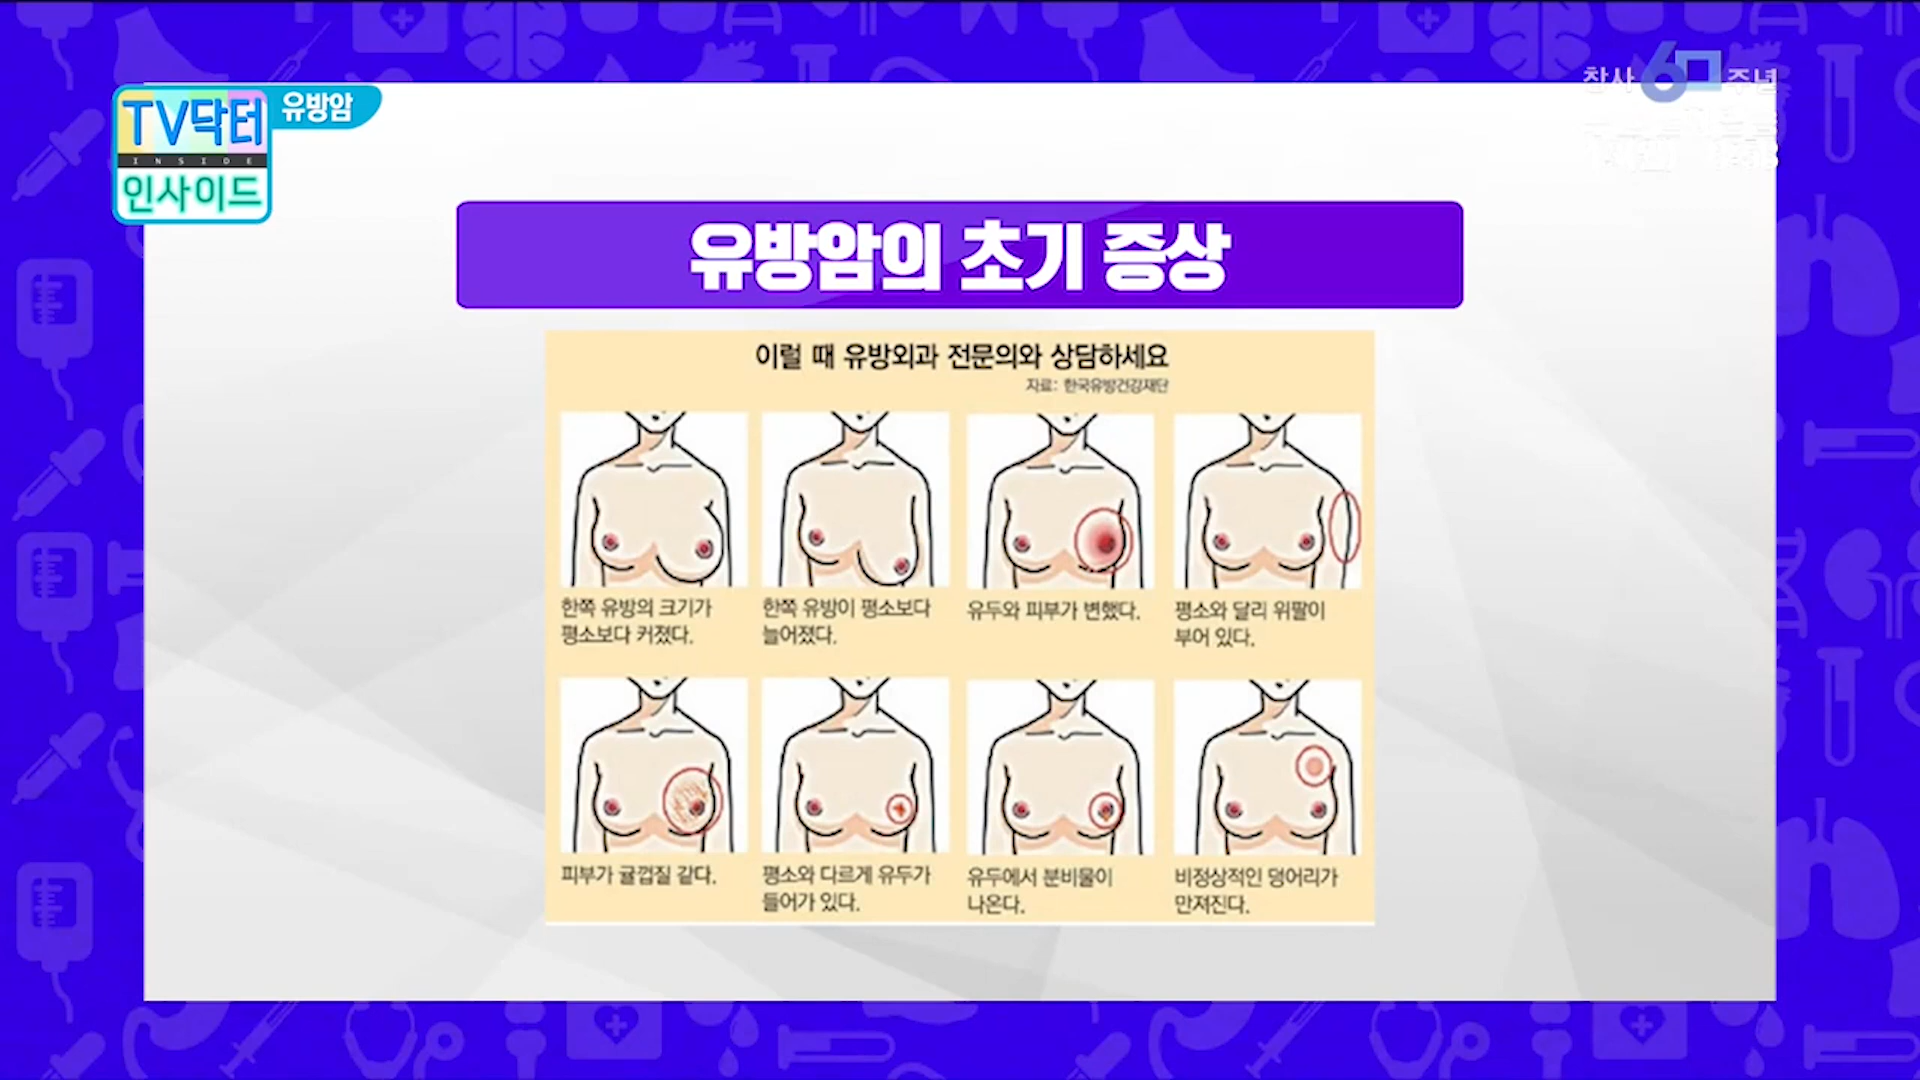 TV닥터
INSIDE
인사이드
유방암
창사 60 주년
유방암의 초기 증상
이럴 때 유방외과 전문의와 상담하세요
자료: 한국유방건강재단
한쪽 유방의 크기가
평소보다 커졌다.
한쪽 유방이 평소보다
늘어졌다.
유두와 피부가 변했다.
평소와 달리 위팔이
부어 있다.
피부가 귤껍질 같다.
평소와 다르게 유두가
들어가 있다.
유두에서 분비물이
나온다.
비정상적인 덩어리가
만져진다.